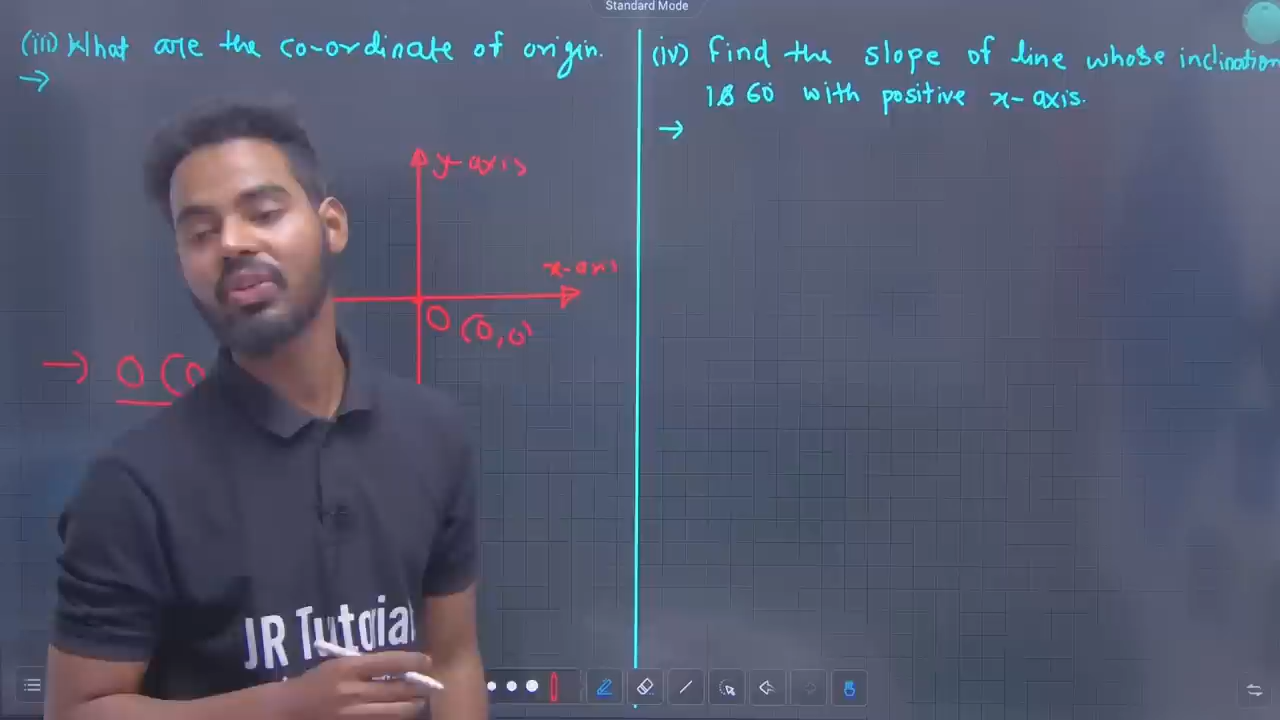 Standard Mode
(iii) What are the co-ordinate of origin.
→
y-axis
x-axis
O (0,0)
→ O (0
(iv) Find the slope of line whose inclination
is 60° with positive x-axis.
→
JR Tutorial